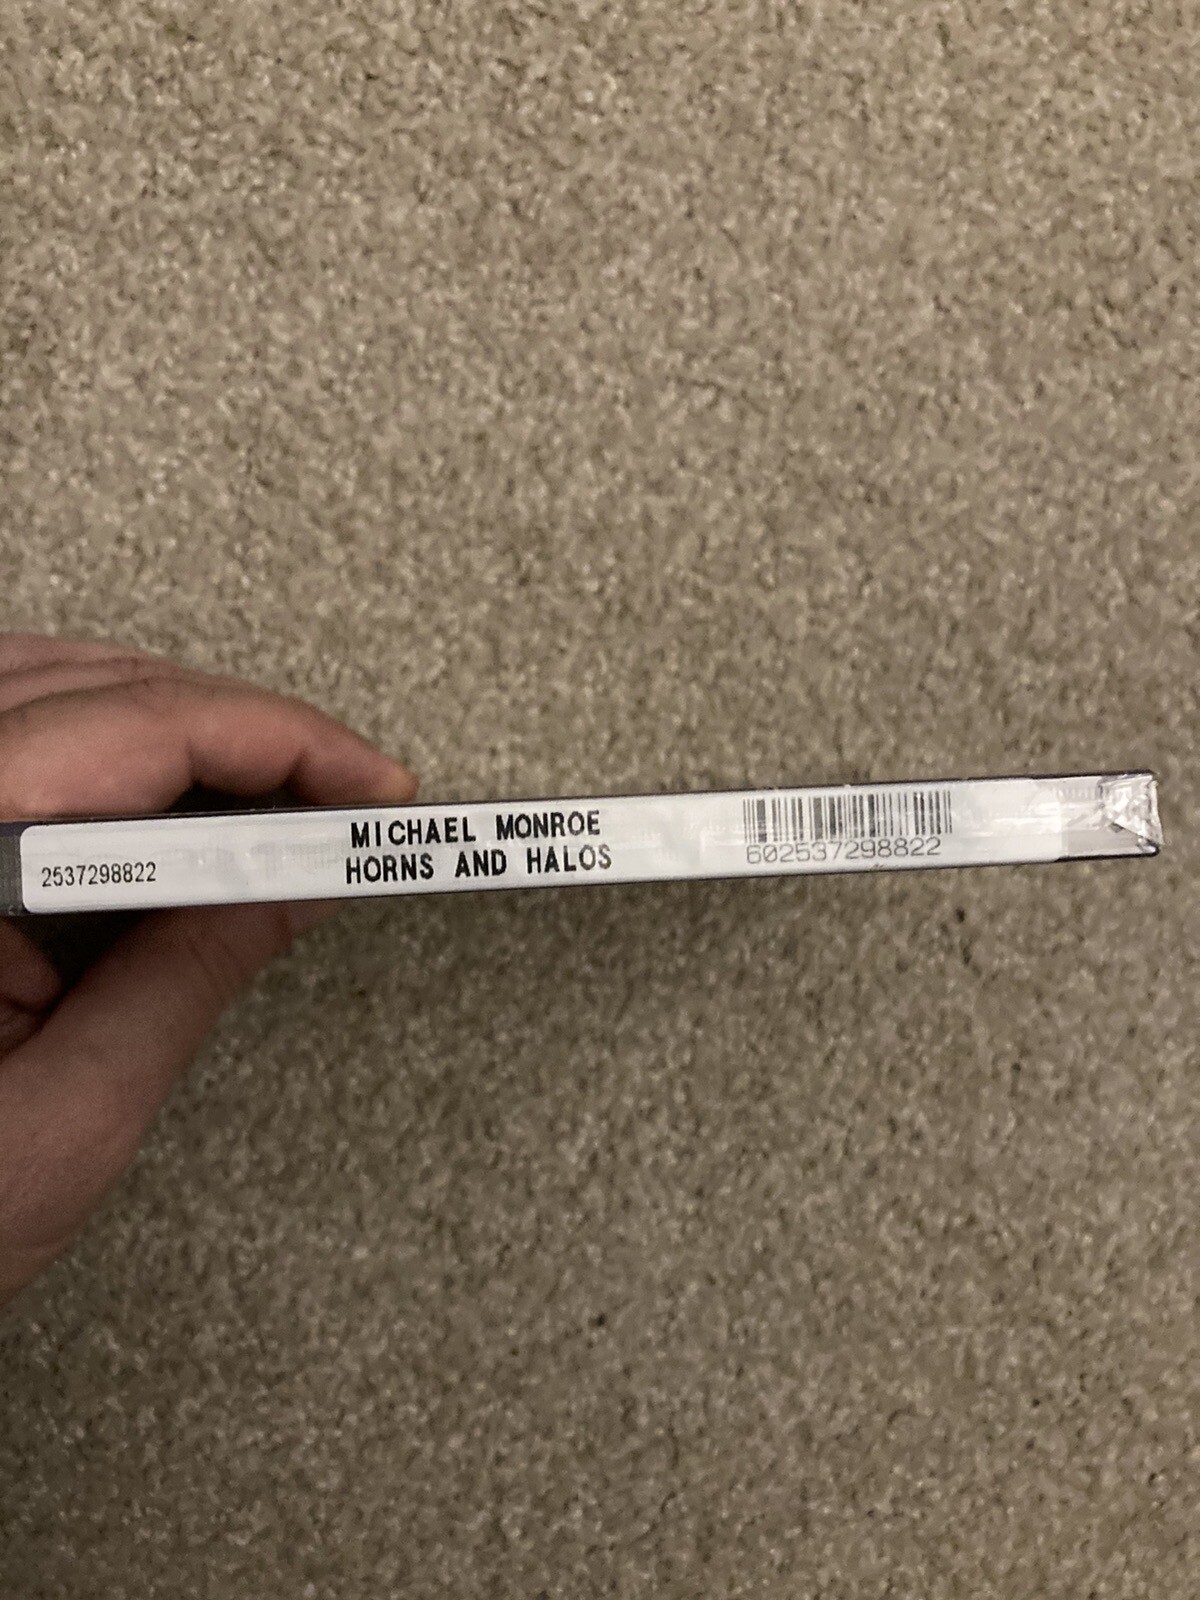 2537298822
MICHAEL MONROE
HORNS AND HALOS
602537298822